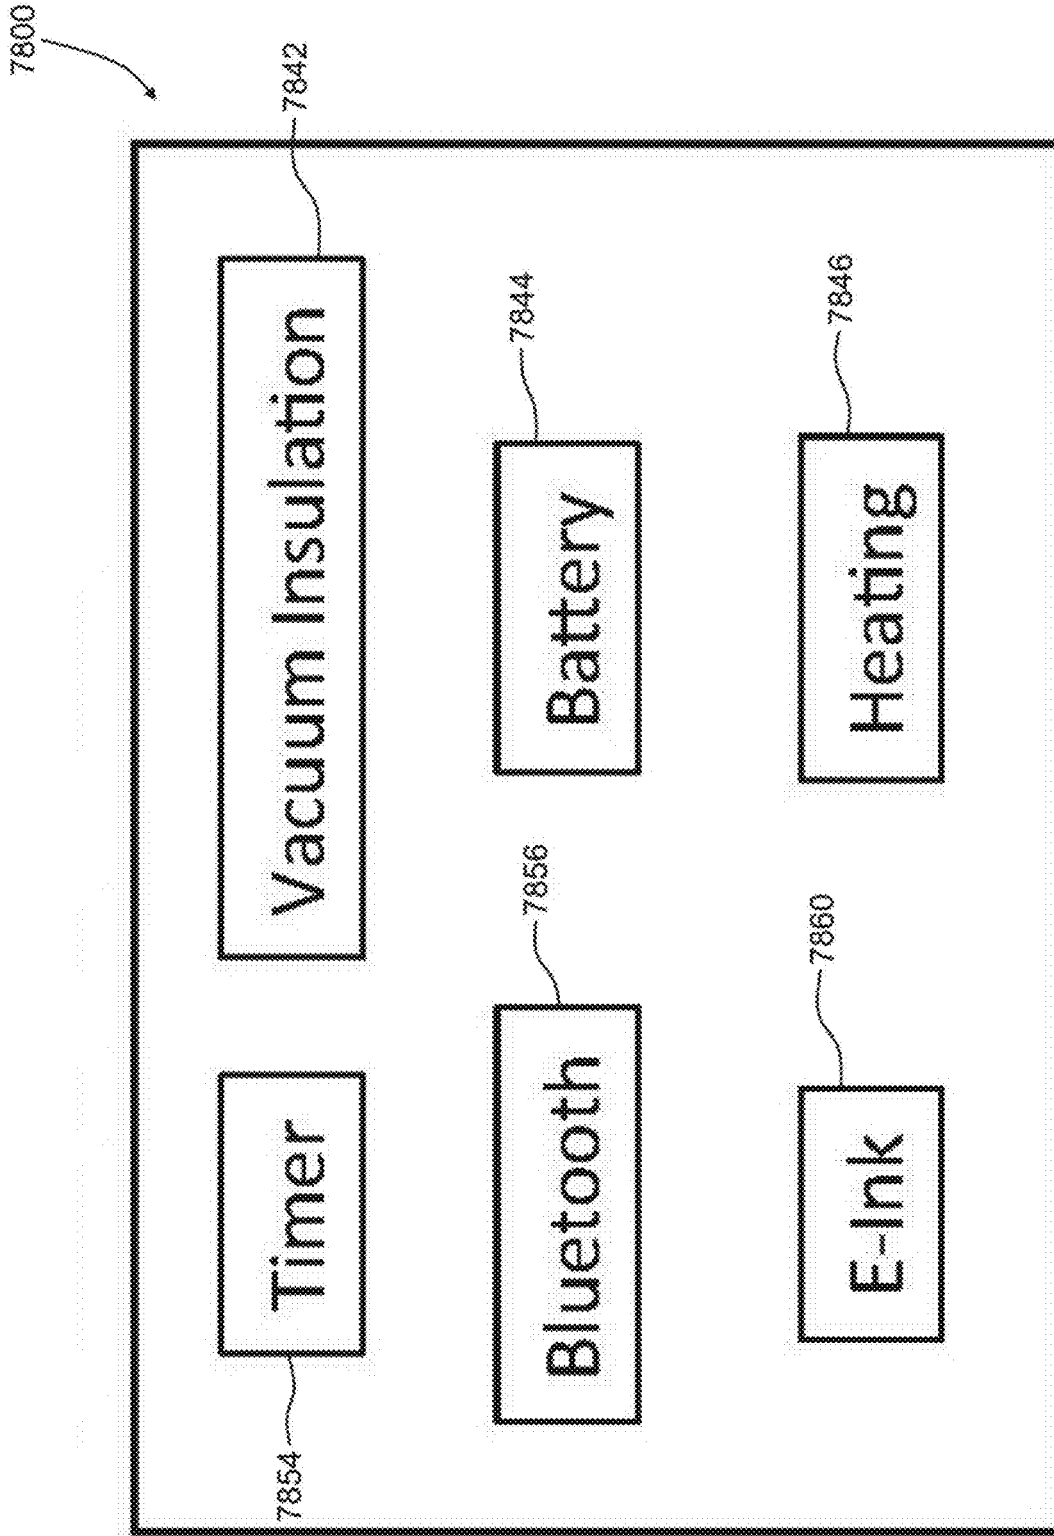 7800
7854
Timer
Vacuum Insulation
7842
Bluetooth
7856
Battery
7844
E-Ink
7860
Heating
7846